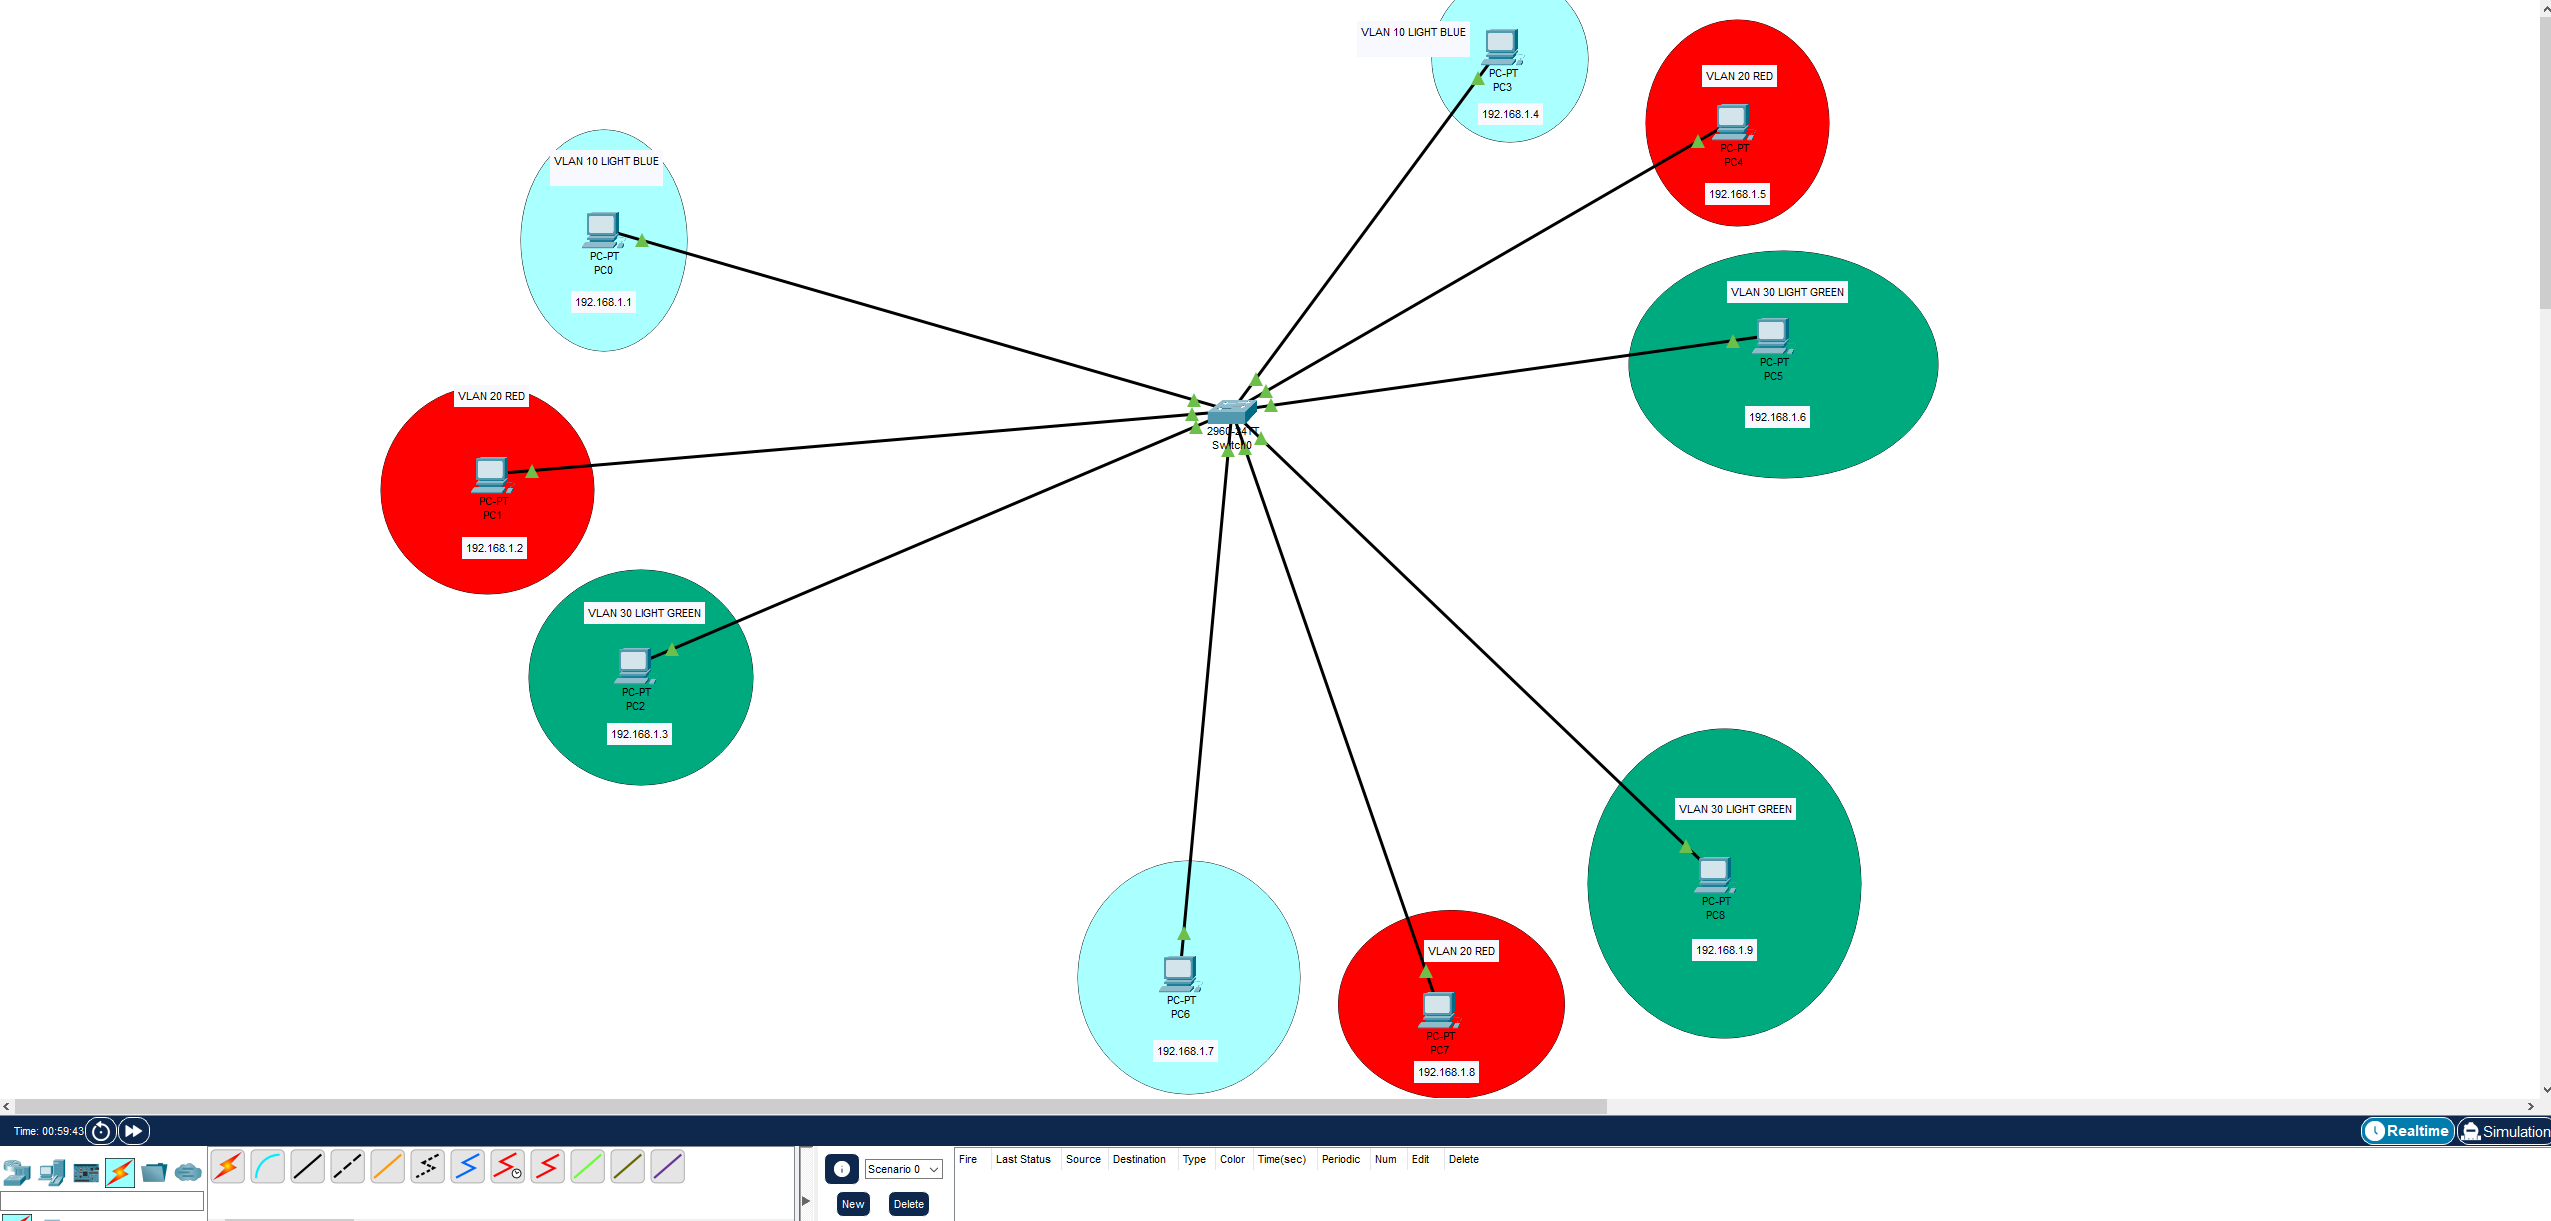 VLAN 10 LIGHT BLUE
PC-PT
PC3
192.168.1.4
VLAN 20 RED
PC-PT
PC4
192.168.1.5
VLAN 10 LIGHT BLUE
PC-PT
PC0
192.168.1.1
VLAN 30 LIGHT GREEN
PC-PT
PC5
192.168.1.6
VLAN 20 RED
PC-PT
PC1
192.168.1.2
2960-24TT
Switch0
VLAN 30 LIGHT GREEN
PC-PT
PC2
192.168.1.3
VLAN 30 LIGHT GREEN
PC-PT
PC8
192.168.1.9
PC-PT
PC6
192.168.1.7
VLAN 20 RED
PC-PT
PC7
192.168.1.8
Time: 00:59:43
Realtime
Simulation
Scenario 0
New
Delete
Fire Last Status Source Destination Type Color Time(sec) Periodic Num Edit Delete